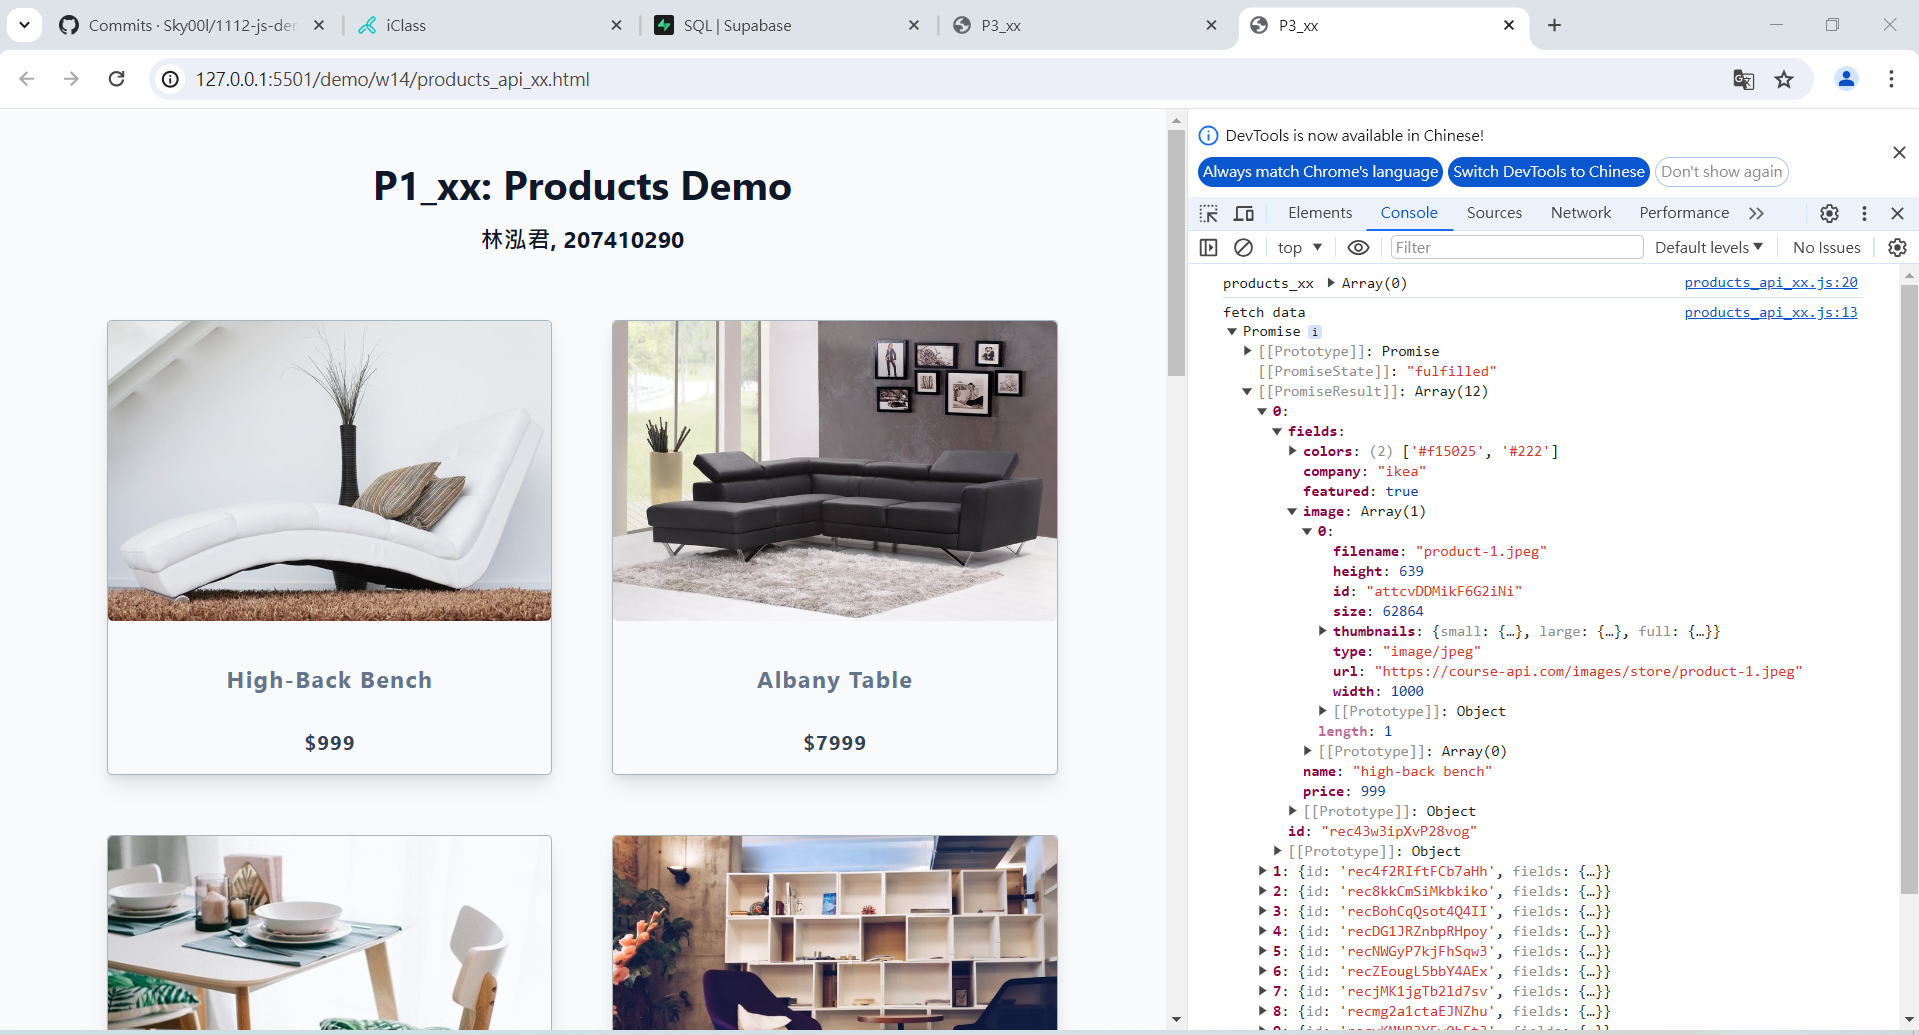 Commits · Sky00l/1112-js-der
iClass
SQL | Supabase
P3_xx
P3_xx
127.0.0.1:5501/demo/w14/products_api_xx.html
P1_xx: Products Demo
林泓君, 207410290
High-Back Bench
$999
Albany Table
$7999
DevTools is now available in Chinese!
Always match Chrome's language
Switch DevTools to Chinese
Don't show again
Elements Console Sources Network Performance
top Filter Default levels No Issues
products_xx Array(0) products_api_xx.js:20
fetch data products_api_xx.js:13
Promise i
[[Prototype]]: Promise
[[PromiseState]]: "fulfilled"
[[PromiseResult]]: Array(12)
0:
fields:
colors: (2) ['#f15025', '#222']
company: "ikea"
featured: true
image: Array(1)
0:
filename: "product-1.jpeg"
height: 639
id: "attcvDDMikF6G2iNi"
size: 62864
thumbnails: {small: {…}, large: {…}, full: {…}}
type: "image/jpeg"
url: "https://course-api.com/images/store/product-1.jpeg"
width: 1000
[[Prototype]]: Object
length: 1
[[Prototype]]: Array(0)
name: "high-back bench"
price: 999
[[Prototype]]: Object
id: "rec43w3ipXvP28vog"
[[Prototype]]: Object
1: {id: 'rec4f2RIftFCb7aHh', fields: {…}}
2: {id: 'rec8kkCmSiMkbkiko', fields: {…}}
3: {id: 'recBohCqQsot4Q4II', fields: {…}}
4: {id: 'recDG1JRZnbpRHpoy', fields: {…}}
5: {id: 'recNWGyP7kjFhSqw3', fields: {…}}
6: {id: 'recZEougL5bbY4AEx', fields: {…}}
7: {id: 'recjMK1jgTb2ld7sv', fields: {…}}
8: {id: 'recmg2a1ctaEJNZhu', fields: {…}}